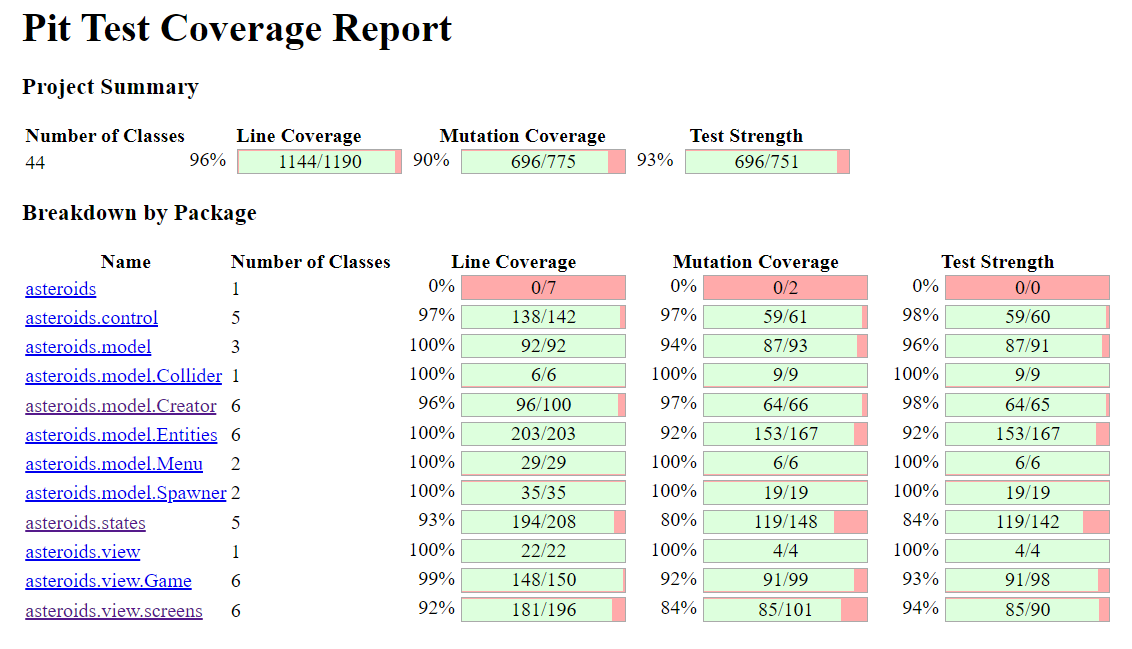 Pit Test Coverage Report
Project Summary
Number of Classes Line Coverage Mutation Coverage Test Strength
44 96% 1144/1190 90% 696/775 93% 696/751
Breakdown by Package
Name Number of Classes Line Coverage Mutation Coverage Test Strength
asteroids 1 0% 0/7 0% 0/2 0% 0/0
asteroids.control 5 97% 138/142 97% 59/61 98% 59/60
asteroids.model 3 100% 92/92 94% 87/93 96% 87/91
asteroids.model.Collider 1 100% 6/6 100% 9/9 100% 9/9
asteroids.model.Creator 6 96% 96/100 97% 64/66 98% 64/65
asteroids.model.Entities 6 100% 203/203 92% 153/167 92% 153/167
asteroids.model.Menu 2 100% 29/29 100% 6/6 100% 6/6
asteroids.model.Spawner 2 100% 35/35 100% 19/19 100% 19/19
asteroids.states 5 93% 194/208 80% 119/148 84% 119/142
asteroids.view 1 100% 22/22 100% 4/4 100% 4/4
asteroids.view.Game 6 99% 148/150 92% 91/99 93% 91/98
asteroids.view.screens 6 92% 181/196 84% 85/101 94% 85/90